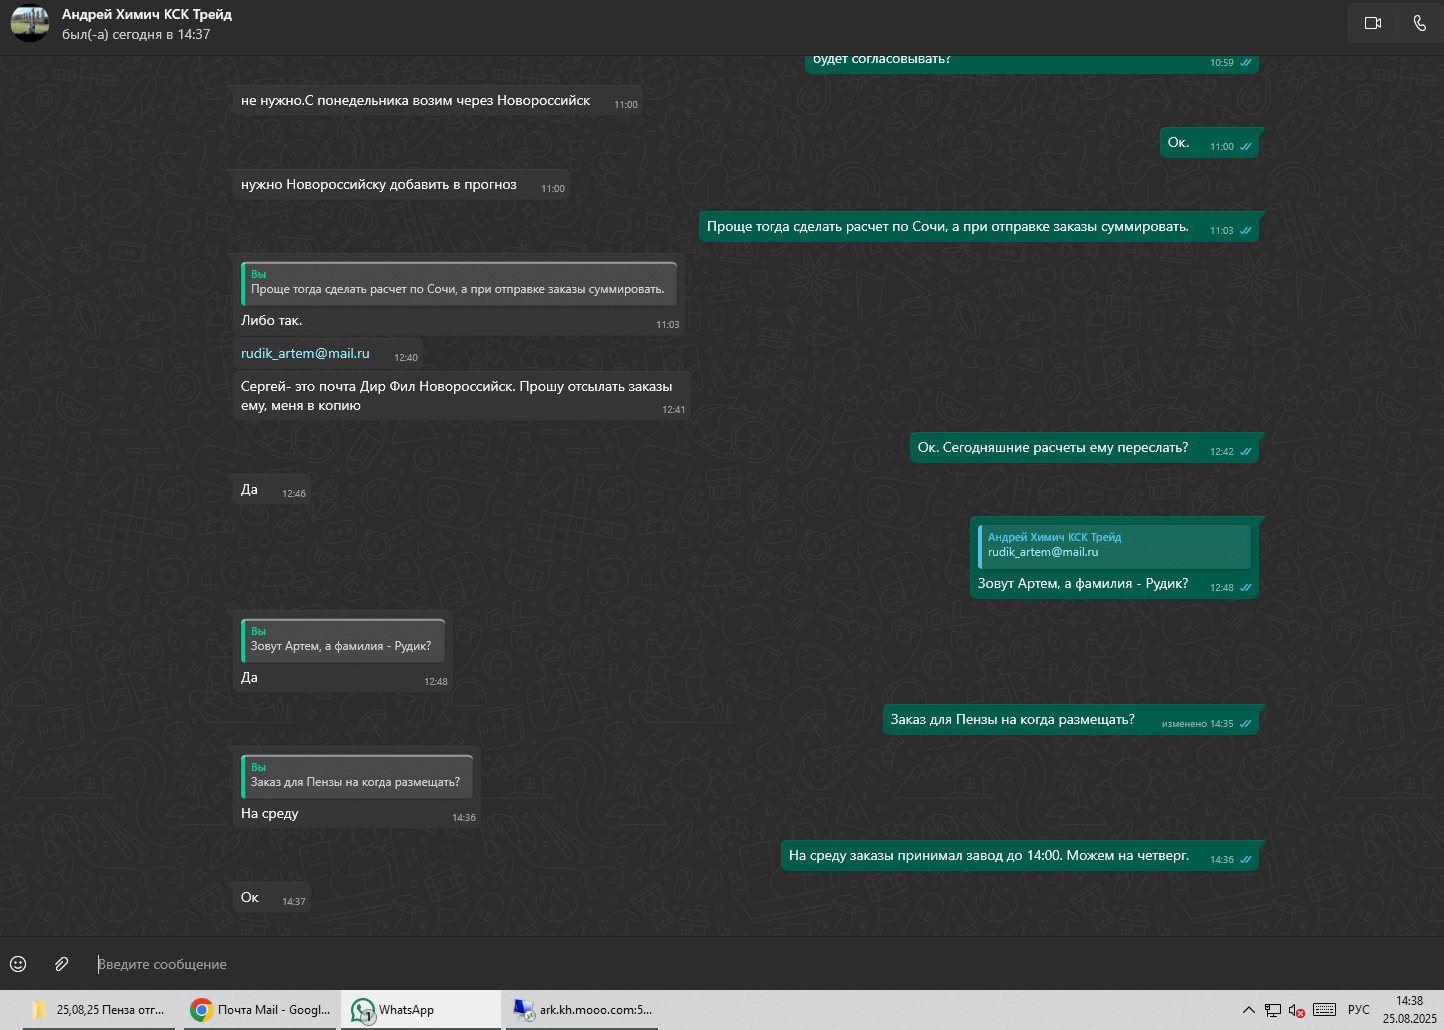 Андрей Химич КСК Трейд
был(-а) сегодня в 14:37
будет согласовывать? 10:59
не нужно.С понедельника возим через Новороссийск 11:00
Ок. 11:00
нужно Новороссийску добавить в прогноз 11:00
Проще тогда сделать расчет по Сочи, а при отправке заказы суммировать. 11:03
Вы
Проще тогда сделать расчет по Сочи, а при отправке заказы суммировать.
Либо так. 11:03
rudik_artem@mail.ru 12:40
Сергей- это почта Дир Фил Новороссийск. Прошу отсылать заказы
ему, меня в копию 12:41
Ок. Сегодняшние расчеты ему переслать? 12:42
Да 12:46
Андрей Химич КСК Трейд
rudik_artem@mail.ru
Зовут Артем, а фамилия - Рудик? 12:48
Вы
Зовут Артем, а фамилия - Рудик?
Да 12:48
Заказ для Пензы на когда размещать? изменено 14:35
Вы
Заказ для Пензы на когда размещать?
На среду 14:36
На среду заказы принимал завод до 14:00. Можем на четверг. 14:36
Ок 14:37
Введите сообщение
25,08,25 Пенза отг...
Почта Mail - Googl...
1 WhatsApp
ark.kh.mooo.com:5...
РУС
14:38
25.08.2025